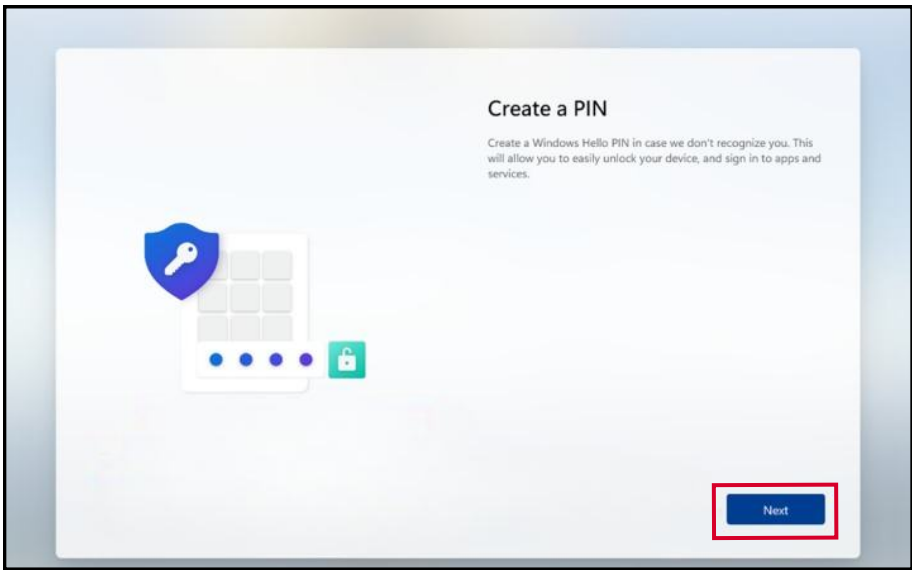 Create a PIN
Create a Windows Hello PIN in case we don't recognize you. This
will allow you to easily unlock your device, and sign in to apps and
services.
Next